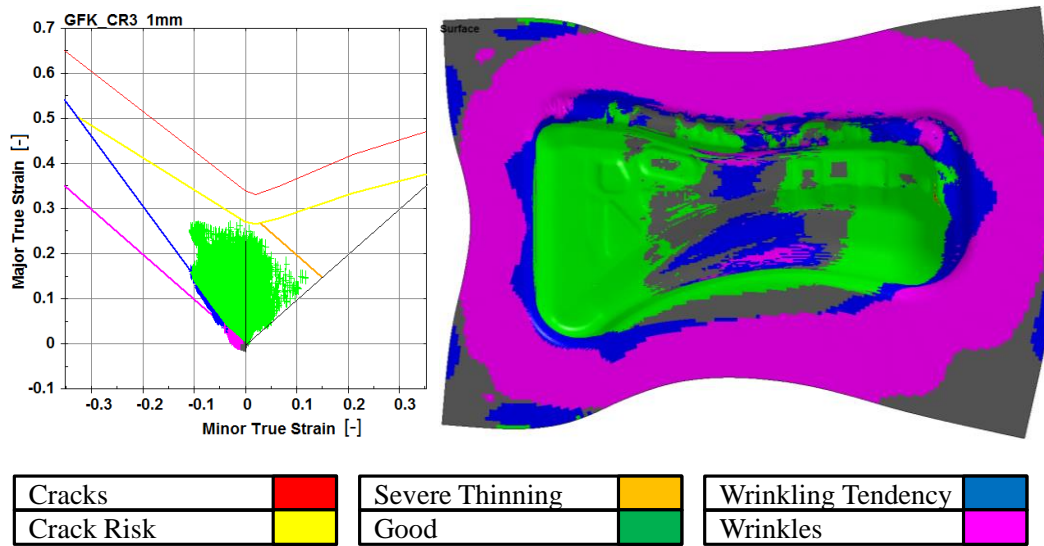 GFK_CR3_1mm
Surface
0.7
0.6
0.5
0.4
0.3
0.2
0.1
0
-0.1
-0.3
-0.2
-0.1
0
0.1
0.2
0.3
Major True Strain [-]
Minor True Strain [-]
Cracks
Severe Thinning
Wrinkling Tendency
Crack Risk
Good
Wrinkles